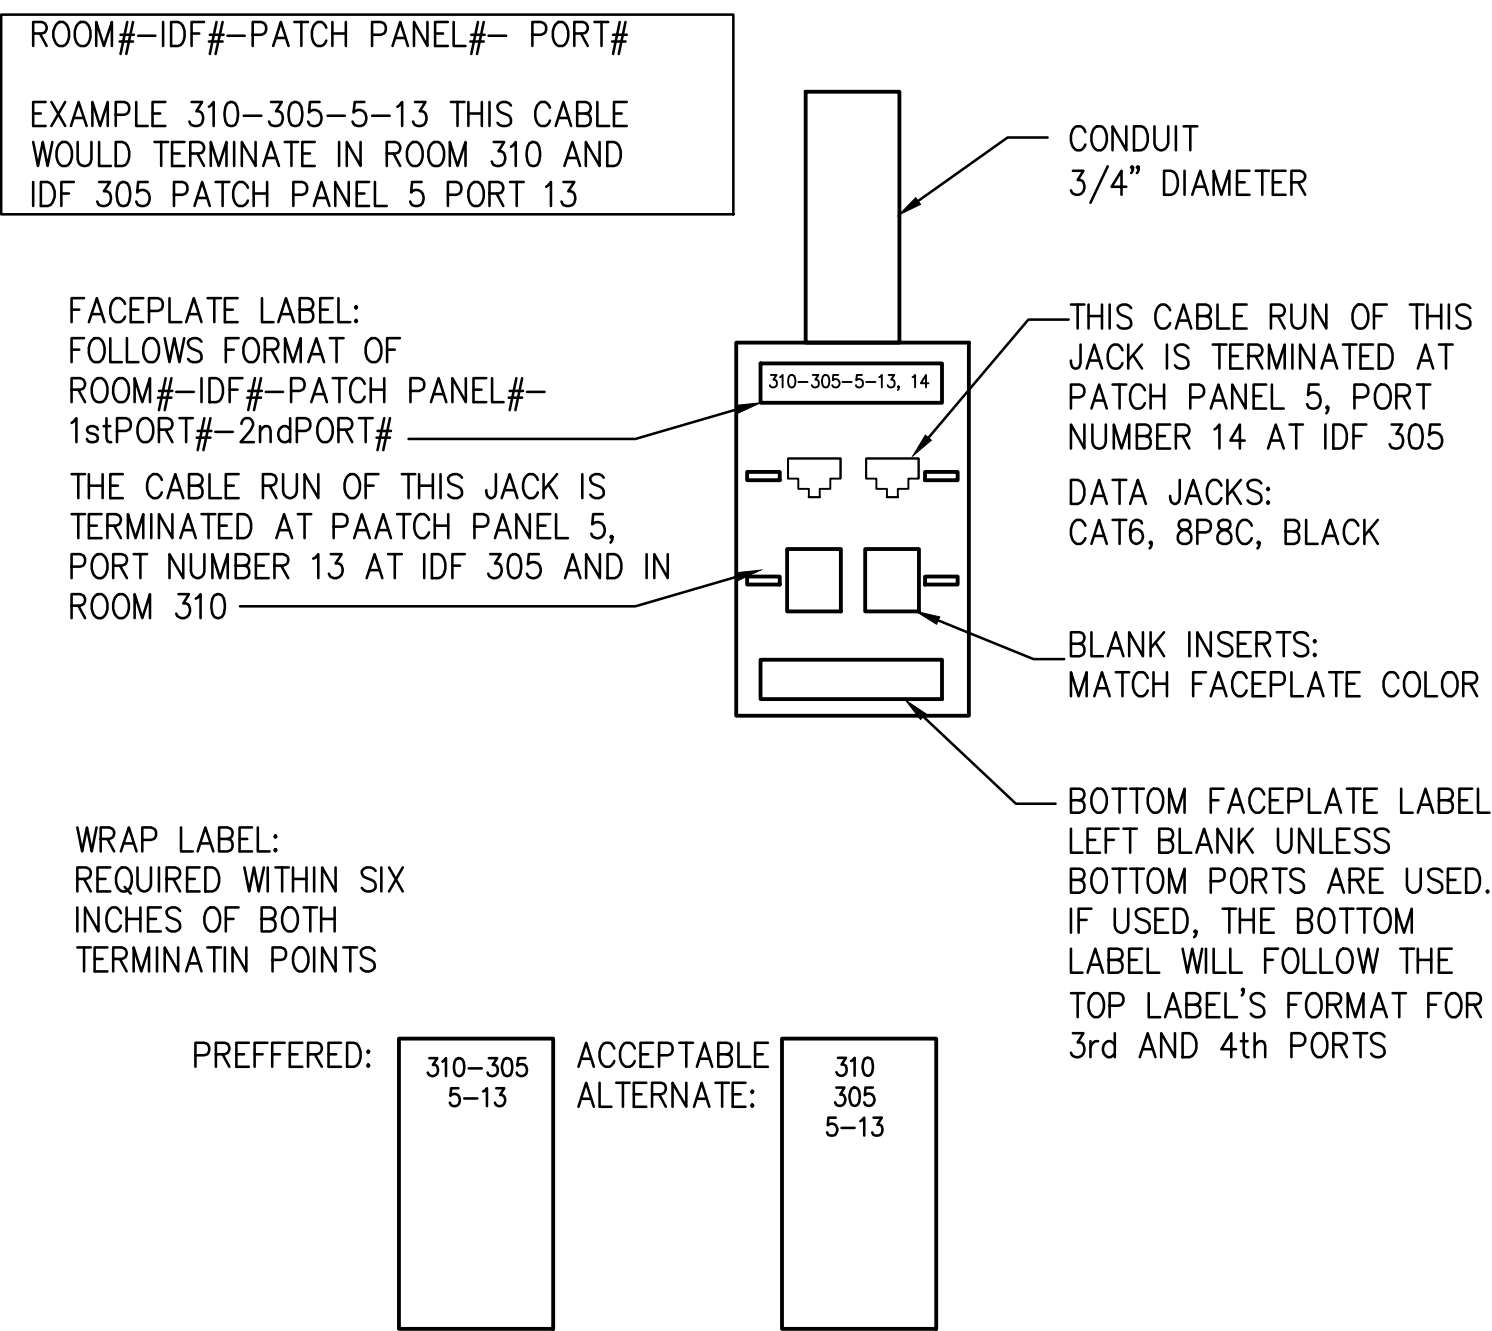 ROOM#-IDF#-PATCH PANEL#- PORT#
EXAMPLE 310-305-5-13 THIS CABLE
WOULD TERMINATE IN ROOM 310 AND
IDF 305 PATCH PANEL 5 PORT 13
CONDUIT
3/4" DIAMETER
FACEPLATE LABEL:
FOLLOWS FORMAT OF
ROOM#-IDF#-PATCH PANEL#-
1stPORT#-2ndPORT#
THE CABLE RUN OF THIS JACK IS
TERMINATED AT PAATCH PANEL 5,
PORT NUMBER 13 AT IDF 305 AND IN
ROOM 310
310-305-5-13, 14
THIS CABLE RUN OF THIS
JACK IS TERMINATED AT
PATCH PANEL 5, PORT
NUMBER 14 AT IDF 305
DATA JACKS:
CAT6, 8P8C, BLACK
BLANK INSERTS:
MATCH FACEPLATE COLOR
BOTTOM FACEPLATE LABEL
LEFT BLANK UNLESS
BOTTOM PORTS ARE USED.
IF USED, THE BOTTOM
LABEL WILL FOLLOW THE
TOP LABEL'S FORMAT FOR
3rd AND 4th PORTS
WRAP LABEL:
REQUIRED WITHIN SIX
INCHES OF BOTH
TERMINATIN POINTS
PREFFERED:
310-305
5-13
ACCEPTABLE
ALTERNATE:
310
305
5-13